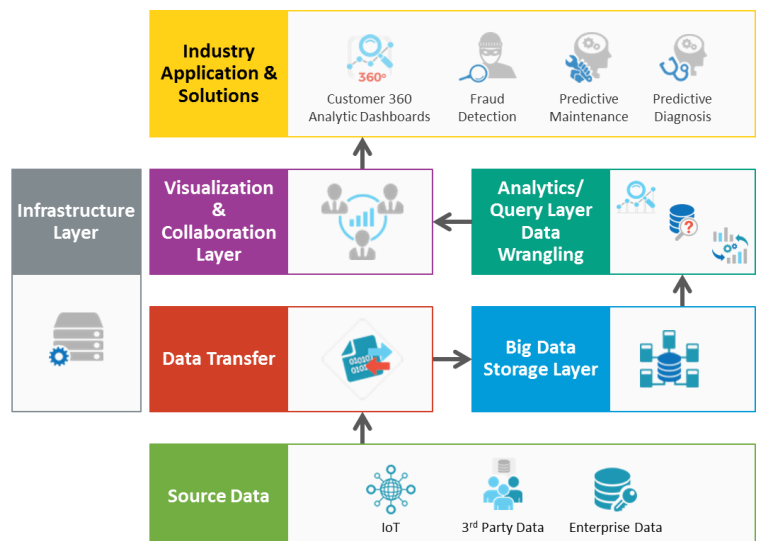 Industry
Application &
Solutions
360°
Customer 360
Analytic Dashboards
Fraud
Detection
Predictive
Maintenance
Predictive
Diagnosis
Infrastructure
Layer
Visualization
&
Collaboration
Layer
Analytics/
Query Layer
Data
Wrangling
?
Data Transfer
01010
0101
Big Data
Storage Layer
Source Data
IoT
3rd Party Data
Enterprise Data